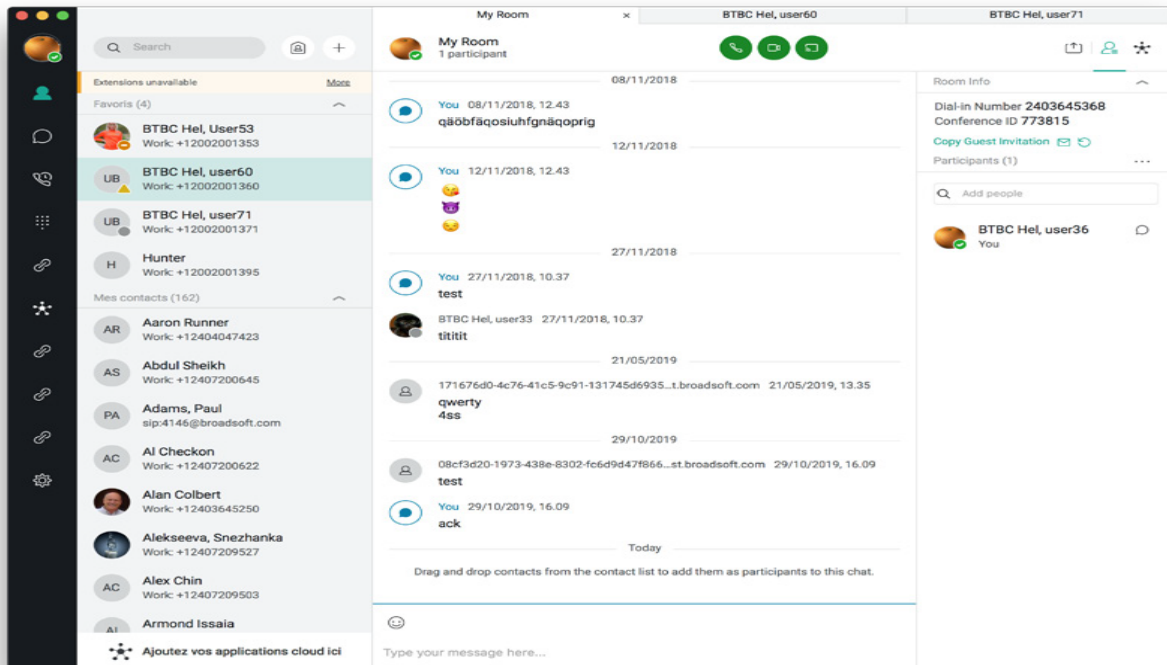 My Room
BTBC Hel, user60
BTBC Hel, user71
Search
My Room
1 participant
Extensions unavailable
More
Favoris (4)
BTBC Hel, User53
Work: +12002001353
UB
BTBC Hel, user60
Work: +12002001360
UB
BTBC Hel, user71
Work: +12002001371
H
Hunter
Work: +12002001395
Mes contacts (162)
AR
Aaron Runner
Work: +12404047423
AS
Abdul Sheikh
Work: +12407200645
PA
Adams, Paul
sip:4146@broadsoft.com
AC
Al Checkon
Work: +12407200622
Alan Colbert
Work: +12403645250
Alekseeva, Snezhanka
Work: +12407209527
AC
Alex Chin
Work: +12407209503
AI
Armond Issaia
Ajoutez vos applications cloud ici
08/11/2018
You 08/11/2018, 12.43
qäöbfäqosiuhfgnäqoprig
12/11/2018
You 12/11/2018, 12.43
27/11/2018
You 27/11/2018, 10.37
test
BTBC Hel, user33 27/11/2018, 10.37
tititit
21/05/2019
171676d0-4c76-41c5-9c91-131745d6935...t.broadsoft.com 21/05/2019, 13.35
qwerty
4ss
29/10/2019
08cf3d20-1973-438e-8302-fc6d9d47f866...st.broadsoft.com 29/10/2019, 16.09
test
You 29/10/2019, 16.09
ack
Today
Drag and drop contacts from the contact list to add them as participants to this chat.
Type your message here...
Room Info
Dial-in Number 2403645368
Conference ID 773815
Copy Guest Invitation
Participants (1)
Add people
BTBC Hel, user36
You